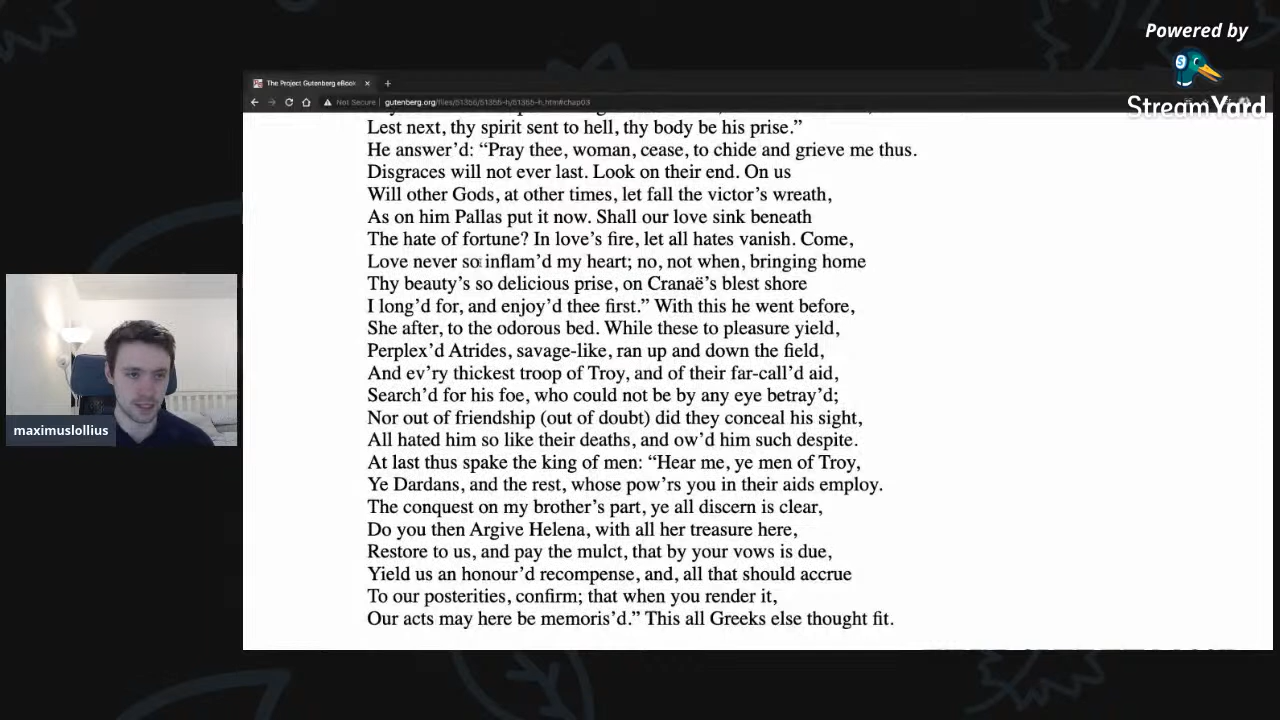 Powered by
StreamYard
The Project Gutenberg eBook
Not Secure | gutenberg.org/files/51355/51355-h/51355-h.htm#chap03
Lest next, thy spirit sent to hell, thy body be his prise.”
He answer’d: “Pray thee, woman, cease, to chide and grieve me thus.
Disgraces will not ever last. Look on their end. On us
Will other Gods, at other times, let fall the victor’s wreath,
As on him Pallas put it now. Shall our love sink beneath
The hate of fortune? In love’s fire, let all hates vanish. Come,
Love never so inflam’d my heart; no, not when, bringing home
Thy beauty’s so delicious prise, on Cranaë’s blest shore
I long’d for, and enjoy’d thee first.” With this he went before,
She after, to the odorous bed. While these to pleasure yield,
Perplex’d Atrides, savage-like, ran up and down the field,
And ev’ry thickest troop of Troy, and of their far-call’d aid,
Search’d for his foe, who could not be by any eye betray’d;
Nor out of friendship (out of doubt) did they conceal his sight,
All hated him so like their deaths, and ow’d him such despite.
At last thus spake the king of men: “Hear me, ye men of Troy,
Ye Dardans, and the rest, whose pow’rs you in their aids employ.
The conquest on my brother’s part, ye all discern is clear,
Do you then Argive Helena, with all her treasure here,
Restore to us, and pay the mulct, that by your vows is due,
Yield us an honour’d recompense, and, all that should accrue
To our posterities, confirm; that when you render it,
Our acts may here be memoris’d.” This all Greeks else thought fit.
maximuslollius